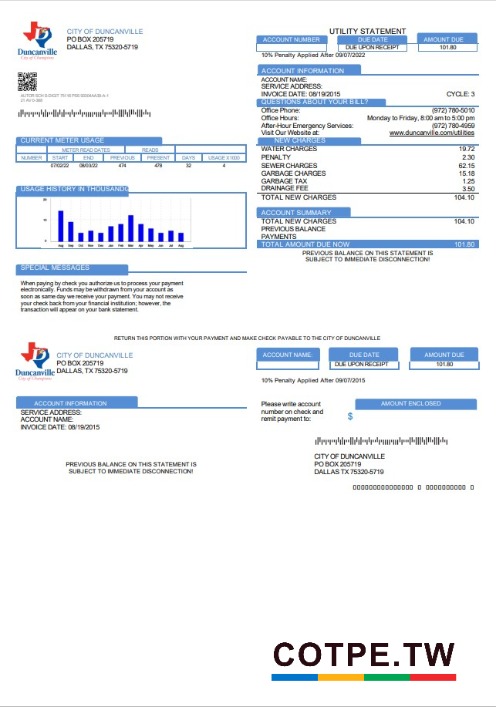 Duncanville
City of Champions
CITY OF DUNCANVILLE
PO BOX 205719
DALLAS, TX 75320-5719
UTILITY STATEMENT
ACCOUNT NUMBER
DUE DATE
AMOUNT DUE
DUE UPON RECEIPT
101.80
10% Penalty Applied After 09/07/2022
ACCOUNT INFORMATION
ACCOUNT NAME:
SERVICE ADDRESS:
INVOICE DATE: 08/19/2015
CYCLE: 3
QUESTIONS ABOUT YOUR BILL?
Office Phone: (972) 780-5010
Office Hours: Monday to Friday, 8:00 am to 5:00 pm
After-Hour Emergency Services: (972) 780-4959
Visit Our Website at: www.duncanville.com/utilities
NEW CHARGES
WATER CHARGES 19.72
PENALTY 2.30
SEWER CHARGES 62.15
GARBAGE CHARGES 15.18
GARBAGE TAX 1.25
DRAINAGE FEE 3.50
TOTAL NEW CHARGES 104.10
ACCOUNT SUMMARY
TOTAL NEW CHARGES 104.10
PREVIOUS BALANCE
PAYMENTS
TOTAL AMOUNT DUE NOW 101.80
PREVIOUS BALANCE ON THIS STATEMENT IS
SUBJECT TO IMMEDIATE DISCONNECTION!
CURRENT METER USAGE
METER READ DATES READS
NUMBER START END PREVIOUS PRESENT DAYS USAGE X1000
07/02/22 08/03/22 474 479 32 4
USAGE HISTORY IN THOUSANDS
Aug Sep Oct Nov Dec Jan Feb Mar Apr May Jun Jul Aug
SPECIAL MESSAGES
When paying by check you authorize us to process your payment
electronically. Funds may be withdrawn from your account as
soon as same-day we receive your payment. You may not receive
your check back from your financial institution; however, the
transaction will appear on your bank statement.
RETURN THIS PORTION WITH YOUR PAYMENT AND MAKE CHECK PAYABLE TO THE CITY OF DUNCANVILLE
Duncanville
City of Champions
CITY OF DUNCANVILLE
PO BOX 205719
DALLAS, TX 75320-5719
ACCOUNT NAME:
DUE DATE
AMOUNT DUE
DUE UPON RECEIPT
101.80
10% Penalty Applied After 09/07/2015
ACCOUNT INFORMATION
SERVICE ADDRESS:
ACCOUNT NAME:
INVOICE DATE: 08/19/2015
Please write account
number on check and
remit payment to:
AMOUNT ENCLOSED
$
PREVIOUS BALANCE ON THIS STATEMENT IS
SUBJECT TO IMMEDIATE DISCONNECTION!
CITY OF DUNCANVILLE
PO BOX 205719
DALLAS TX 75320-5719
COTPE.TW